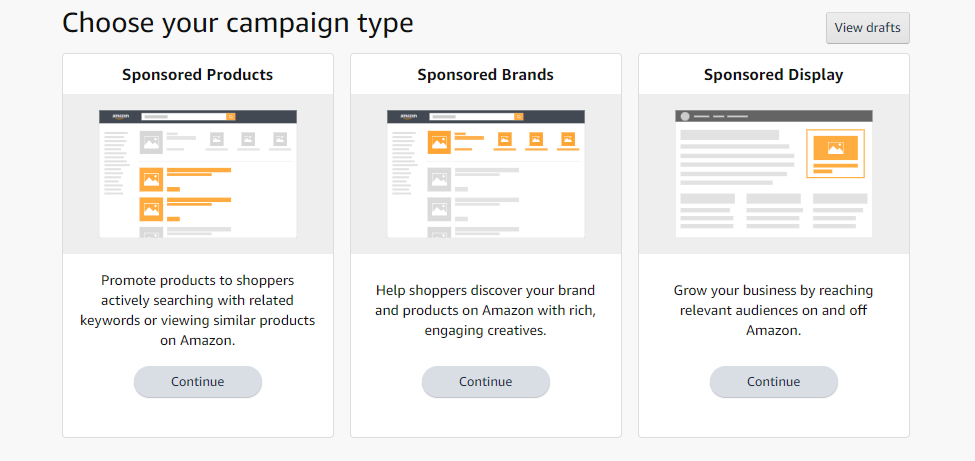 Choose your campaign type
View drafts
Sponsored Products
Sponsored Brands
Sponsored Display
amazon
amazon
Promote products to shoppers
actively searching with related
keywords or viewing similar products
on Amazon.
Continue
Help shoppers discover your brand
and products on Amazon with rich,
engaging creatives.
Continue
Grow your business by reaching
relevant audiences on and off
Amazon.
Continue